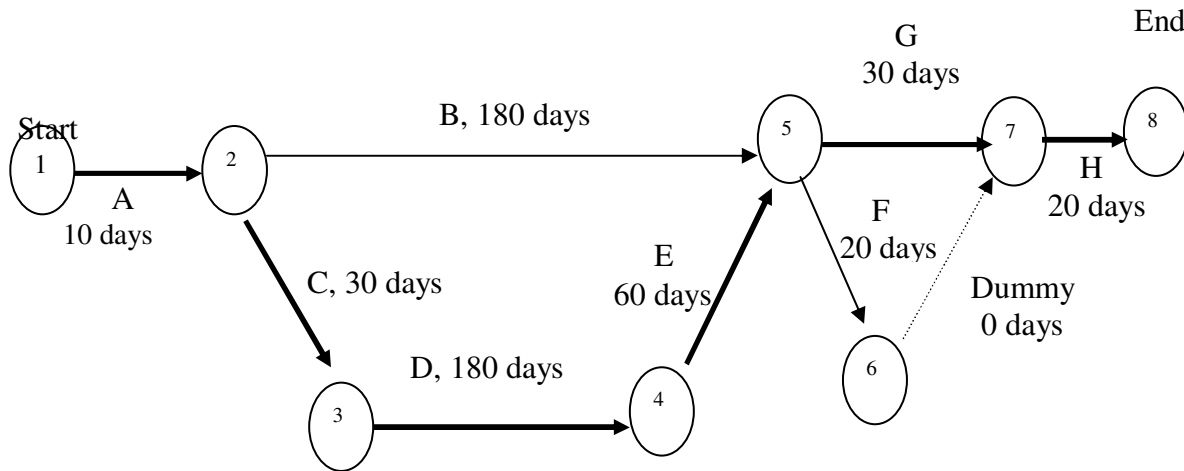 End
G
30 days
B, 180 days
Start
1
2
5
7
8
A
10 days
H
20 days
F
20 days
E
60 days
C, 30 days
Dummy
0 days
D, 180 days
3
4
6